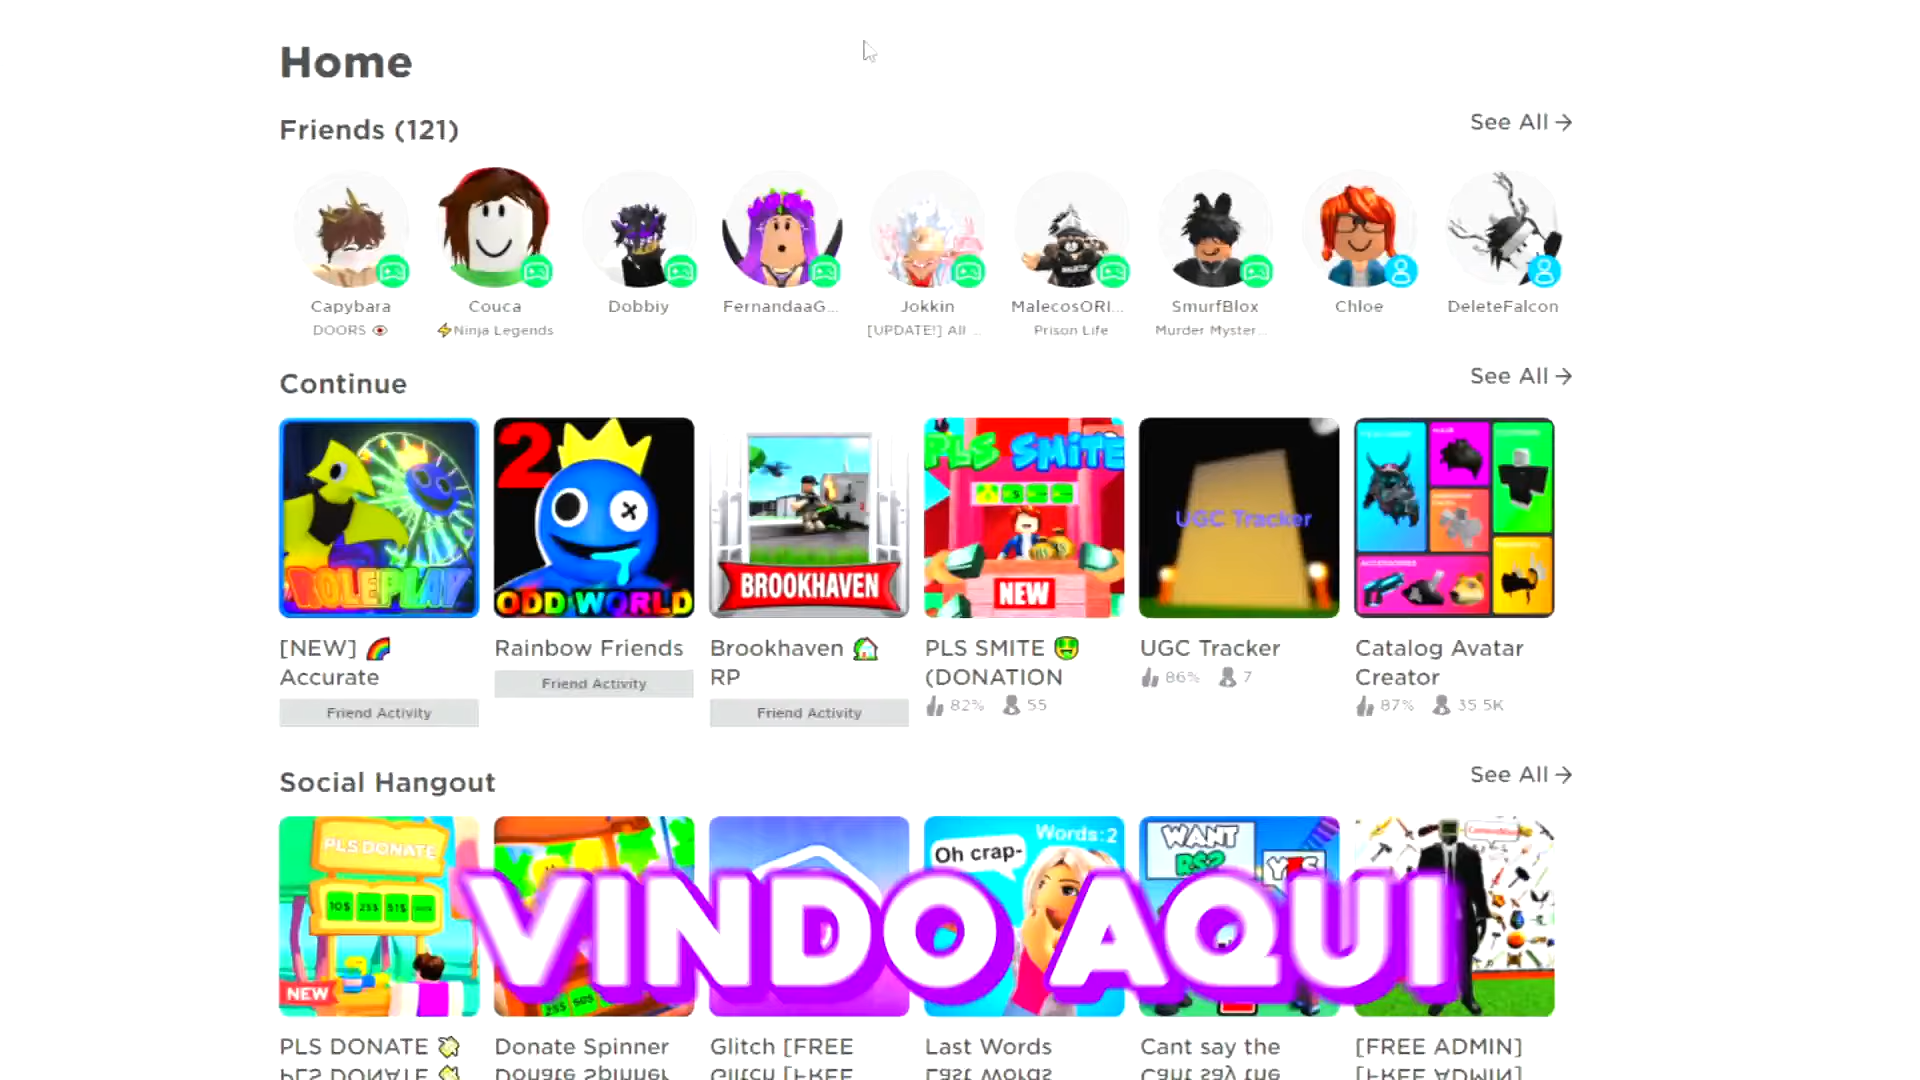 Home
Friends (121)
See All →
Capybara
Couca
Dobbiy
FernandaaG...
Jokkin
MalecosORI...
SmurfBlox
Chloe
DeleteFalcon
DOORS 👁
⚡Ninja Legends
[UPDATE!] All ...
Prison Life
Murder Myster...
Continue
See All →
ROLEPLAY
2
ODD WORLD
BROOKHAVEN
PLS SMITE
NEW
UGC Tracker
ACCESSORIES
[NEW] 🌈
Accurate
Friend Activity
Rainbow Friends
Friend Activity
Brookhaven 🏠
RP
Friend Activity
PLS SMITE 🤑
(DONATION
82% 55
UGC Tracker
86% 7
Catalog Avatar
Creator
87% 35.5K
Social Hangout
See All →
PLS DONATE
NEW
Words:2
Oh crap-
WANT
R$?
YES
VINDO AQUI
PLS DONATE
Donate Spinner
Glitch [FREE
Last Words
Cant say the
[FREE ADMIN]